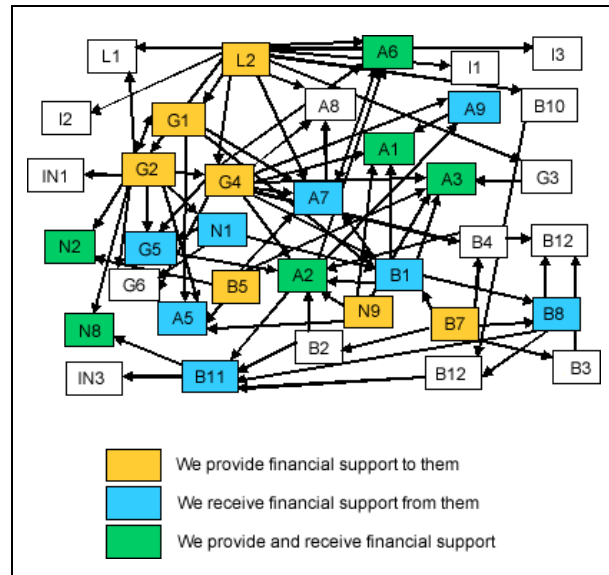 L1
L2
A6
I1
I3
I2
G1
A8
A9
B10
IN1
G2
G4
A7
A1
A3
G3
N2
G5
N1
B4
B12
G6
B5
A2
B1
N8
A5
N9
B7
B8
B2
IN3
B11
B12
B3
We provide financial support to them
We receive financial support from them
We provide and receive financial support